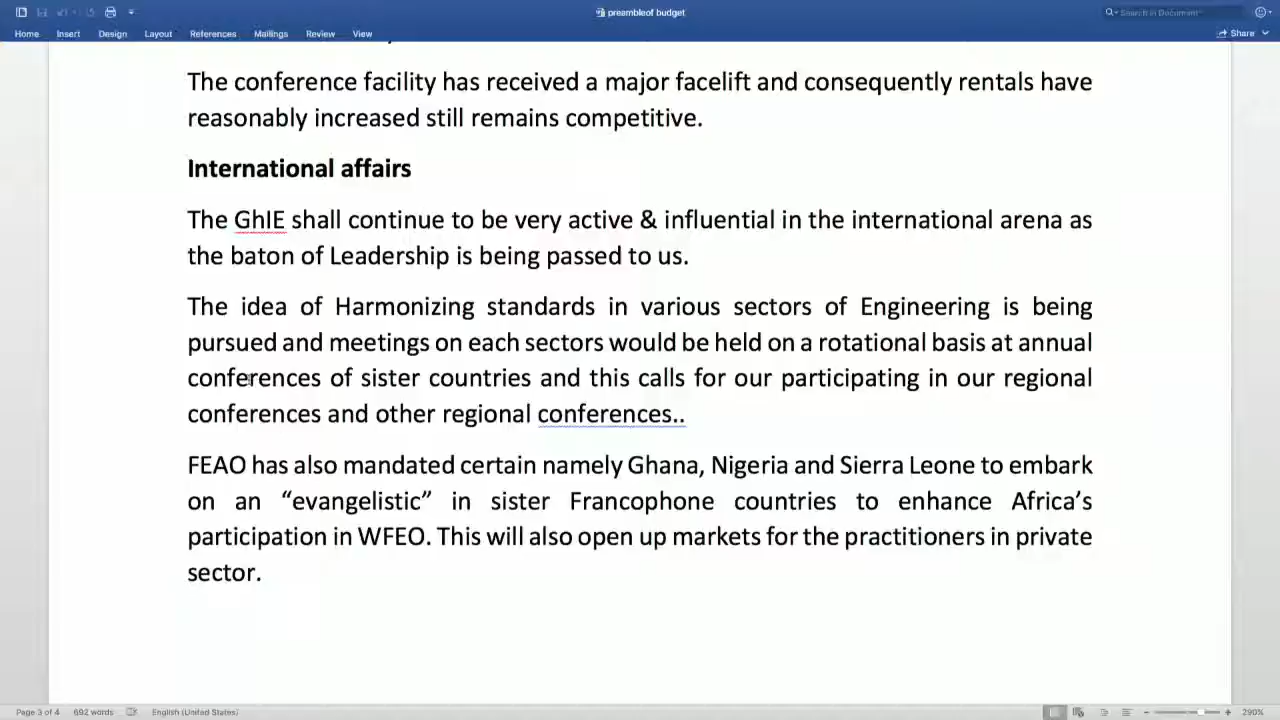 preambleof budget
Search in Document
Home Insert Design Layout References Mailings Review View Share
The conference facility has received a major facelift and consequently rentals have
reasonably increased still remains competitive.
International affairs
The GhIE shall continue to be very active & influential in the international arena as
the baton of Leadership is being passed to us.
The idea of Harmonizing standards in various sectors of Engineering is being
pursued and meetings on each sectors would be held on a rotational basis at annual
conferences of sister countries and this calls for our participating in our regional
conferences and other regional conferences..
FEAO has also mandated certain namely Ghana, Nigeria and Sierra Leone to embark
on an “evangelistic” in sister Francophone countries to enhance Africa’s
participation in WFEO. This will also open up markets for the practitioners in private
sector.
Page 3 of 4 692 words English (United States) 290%